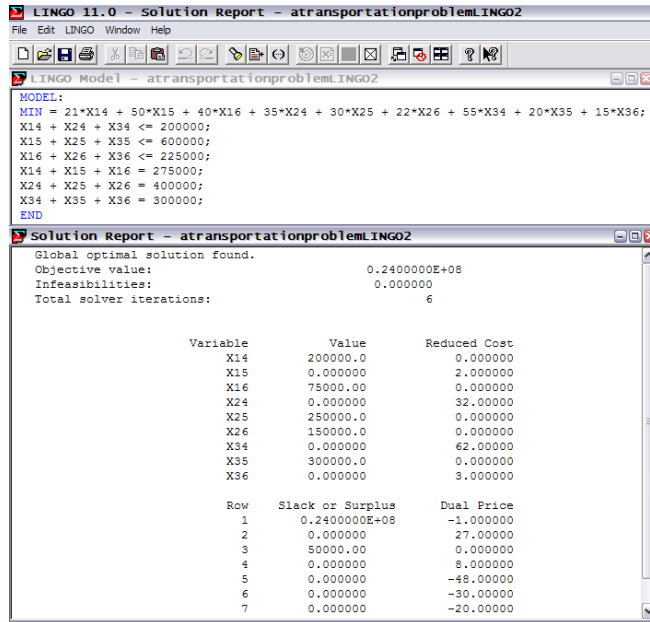 LINGO 11.0 - Solution Report - atransportationproblemLINGO2
File Edit LINGO Window Help
LINGO Model - atransportationproblemLINGO2
MODEL:
MIN = 21*X14 + 50*X15 + 40*X16 + 35*X24 + 30*X25 + 22*X26 + 55*X34 + 20*X35 + 15*X36;
X14 + X24 + X34 <= 200000;
X15 + X25 + X35 <= 600000;
X16 + X26 + X36 <= 225000;
X14 + X15 + X16 = 275000;
X24 + X25 + X26 = 400000;
X34 + X35 + X36 = 300000;
END
Solution Report - atransportationproblemLINGO2
Global optimal solution found.
Objective value: 0.2400000E+08
Infeasibilities: 0.000000
Total solver iterations: 6
Variable Value Reduced Cost
X14 200000.0 0.000000
X15 0.000000 2.000000
X16 75000.00 0.000000
X24 0.000000 32.00000
X25 250000.0 0.000000
X26 150000.0 0.000000
X34 0.000000 62.00000
X35 300000.0 0.000000
X36 0.000000 3.000000
Row Slack or Surplus Dual Price
1 0.2400000E+08 -1.000000
2 0.000000 27.00000
3 50000.00 0.000000
4 0.000000 8.000000
5 0.000000 -48.00000
6 0.000000 -30.00000
7 0.000000 -20.00000